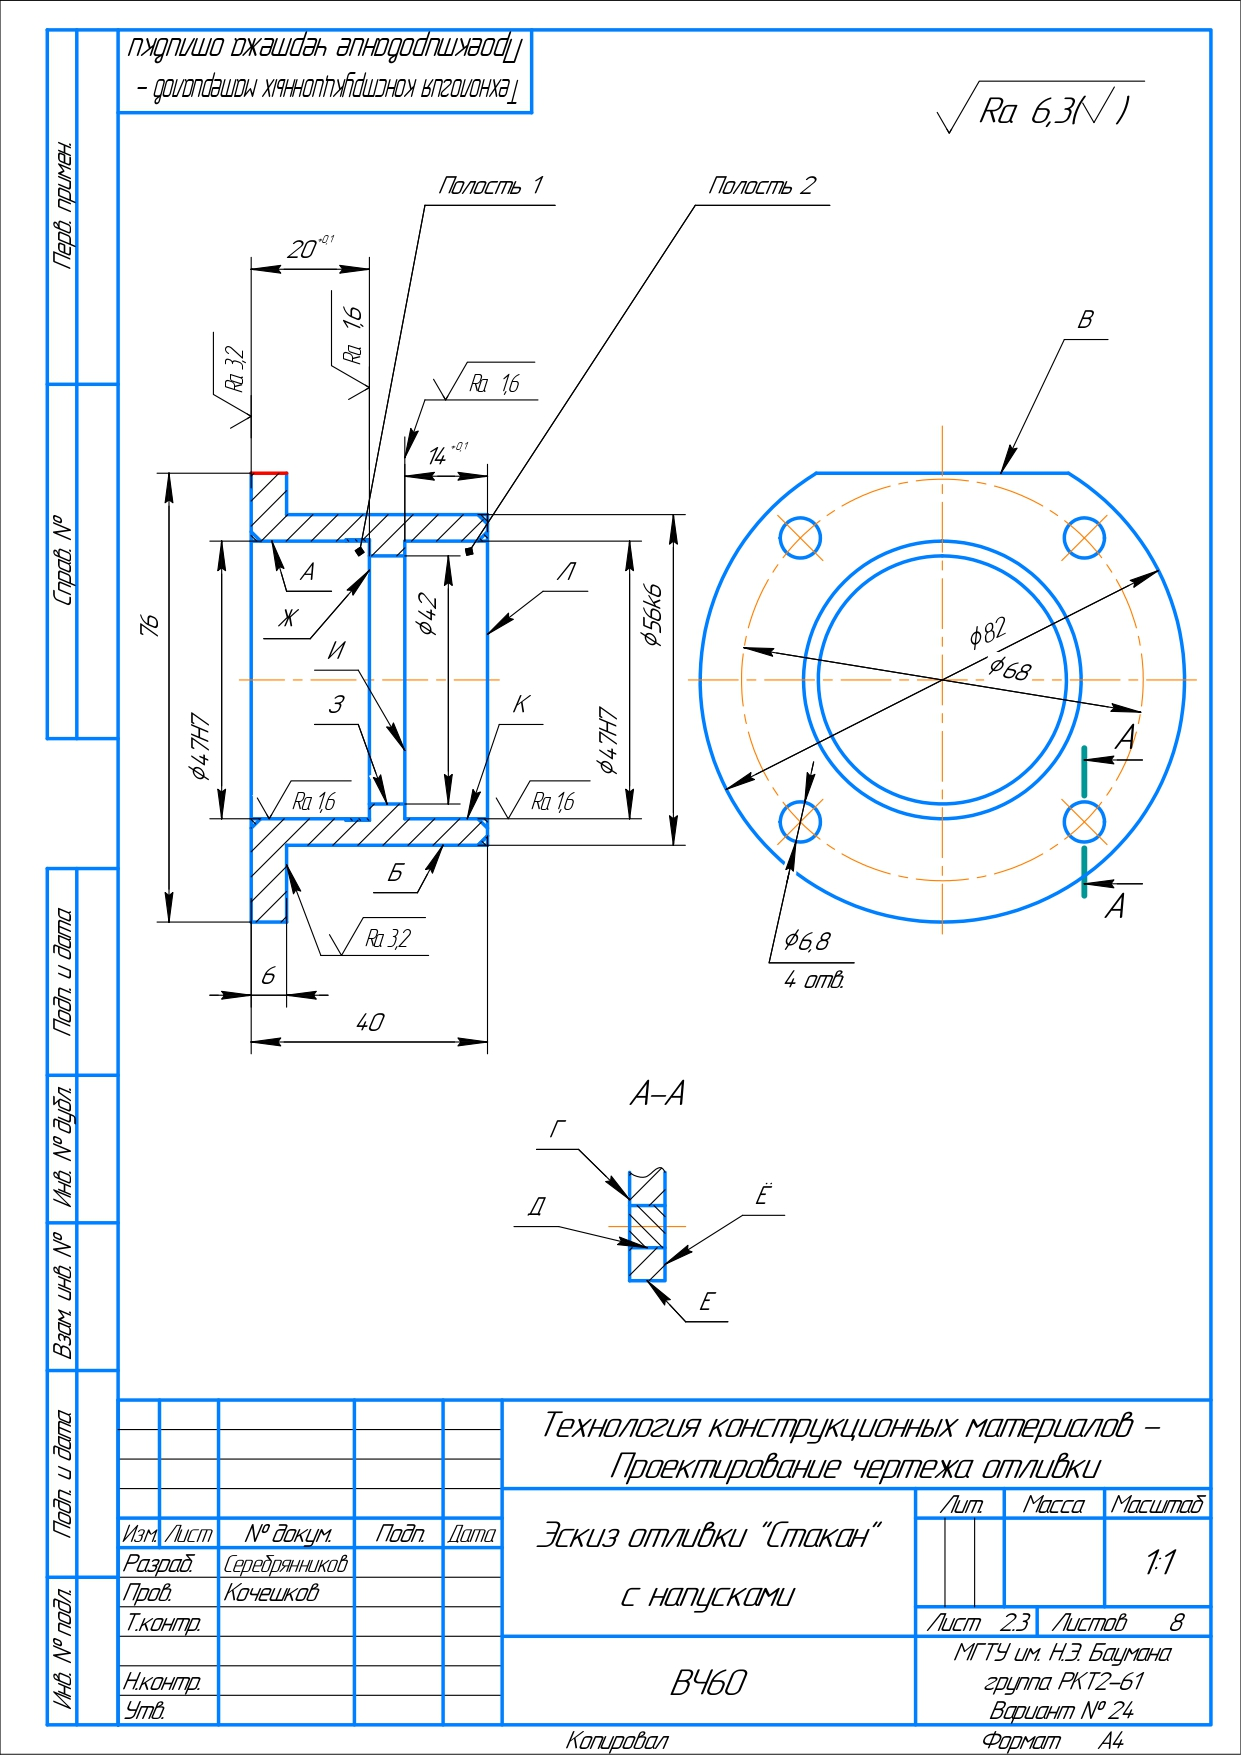 Технология конструкционных материалов –
Проектирование чертежа отливки
Ra 6,3(√)
Перв. примен.
Справ. №
Подп. и дата
Инв. № дубл.
Взам. инв. №
Подп. и дата
Инв. № подл.
Полость 1
Полость 2
20+0,1
Ra 3,2
Ra 1,6
Ra 1,6
14+0,1
76
А
Ж
И
З
Л
К
Б
ϕ42
ϕ56k6
ϕ47H7
ϕ47H7
Ra 1,6
Ra 1,6
Ra 3,2
6
40
В
ϕ82
ϕ68
А
А
ϕ6,8
4 отв.
А–А
Г
Д
Ё
Е
Технология конструкционных материалов –
Проектирование чертежа отливки
Изм. Лист № докум. Подп. Дата
Разраб. Серебрянников
Пров. Кочешков
Т.контр.
Н.контр.
Утв.
Эскиз отливки "Стакан"
с напусками
Лит. Масса Масштаб
1:1
Лист 2.3 Листов 8
ВЧ60
МГТУ им. Н.Э. Баумана
группа РКТ2–61
Вариант № 24
Копировал Формат А4